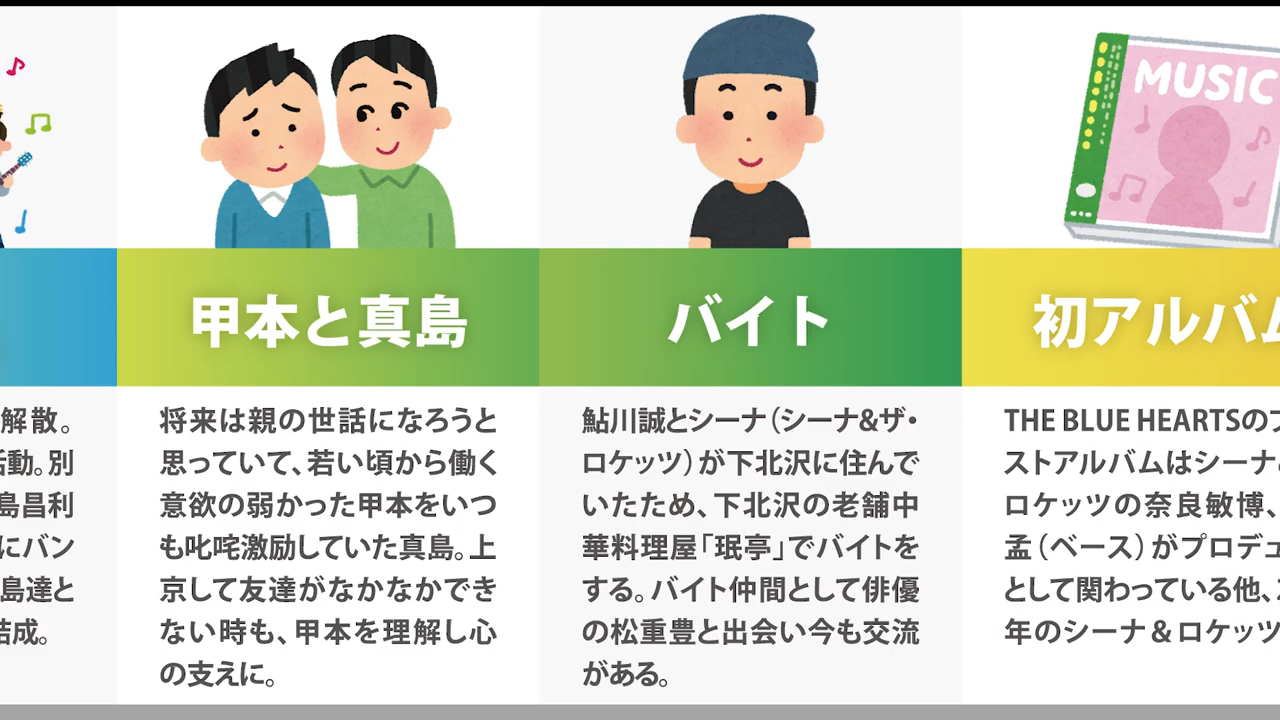 MUSIC
甲本と真島
バイト
初アルバム
解散。
活動。別
島昌利
にバン
島達と
結成。
将来は親の世話になろうと
思っていて、若い頃から働く
意欲の弱かった甲本をいつ
も叱咤激励していた真島。上
京して友達がなかなかでき
ない時も、甲本を理解し心
の支えに。
鮎川誠とシーナ（シーナ&ザ・
ロケッツ）が下北沢に住んで
いたため、下北沢の老舗中
華料理屋「珉亭」でバイトを
する。バイト仲間として俳優
の松重豊と出会い今も交流
がある。
THE BLUE HEARTSの
ストアルバムはシーナ
ロケッツの奈良敏博、
孟（ベース）がプロデュ
として関わっている他、
年のシーナ＆ロケッツ